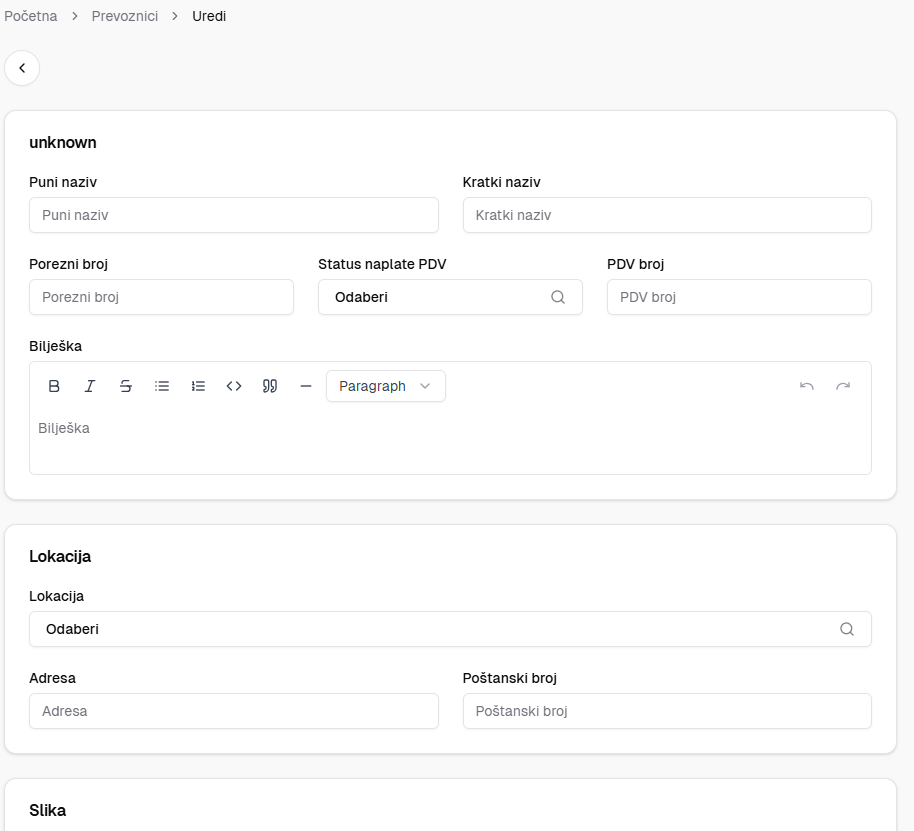 Početna > Prevoznici > Uredi
unknown
Puni naziv
Kratki naziv
Puni naziv
Kratki naziv
Porezni broj
Status naplate PDV
PDV broj
Porezni broj
Odaberi
PDV broj
Bilješka
Paragraph
Bilješka
Lokacija
Lokacija
Odaberi
Adresa
Poštanski broj
Adresa
Poštanski broj
Slika